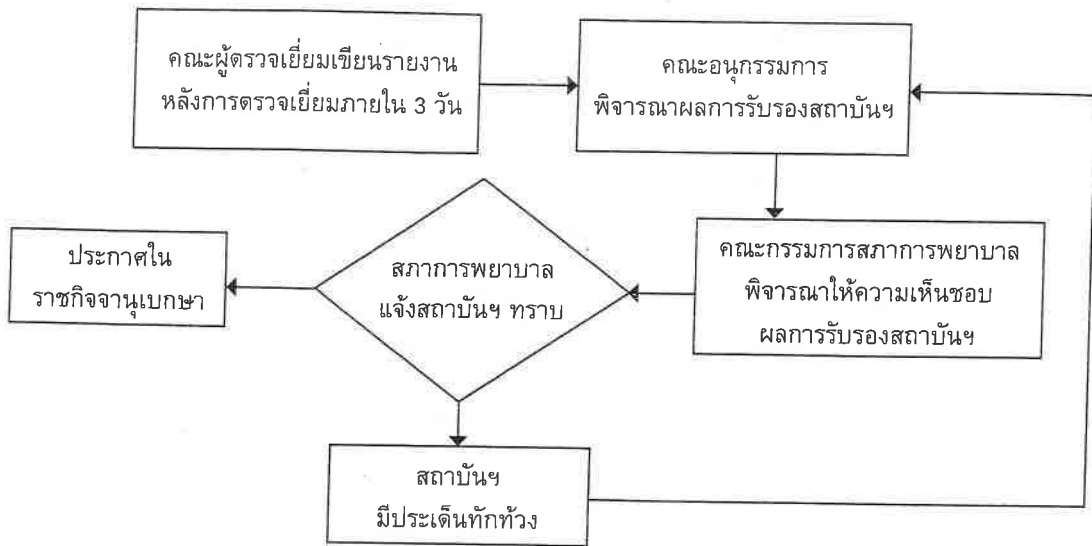 คณะผู้ตรวจเยี่ยมเขียนรายงาน
หลังการตรวจเยี่ยมภายใน 3 วัน
คณะอนุกรรมการ
พิจารณาผลการรับรองสถาบันฯ
คณะกรรมการสภาการพยาบาล
พิจารณาให้ความเห็นชอบ
ผลการรับรองสถาบันฯ
สภาการพยาบาล
แจ้งสถาบันฯ ทราบ
ประกาศใน
ราชกิจจานุเบกษา
สถาบันฯ
มีประเด็นทักท้วง